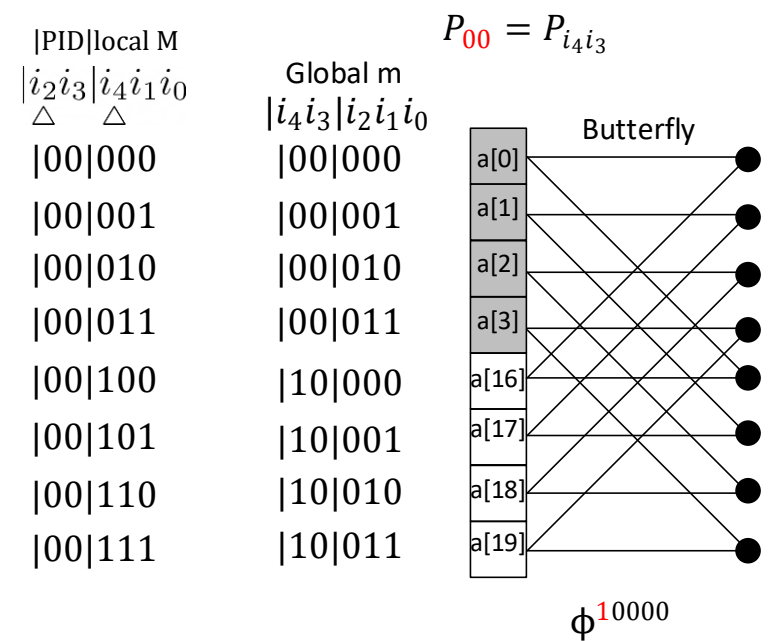 |PID|local M
|i₂i₃|i₄i₁i₀
△ △
|00|000
|00|001
|00|010
|00|011
|00|100
|00|101
|00|110
|00|111
Global m
|i₄i₃|i₂i₁i₀
|00|000
|00|001
|00|010
|00|011
|10|000
|10|001
|10|010
|10|011
P₀₀ = P_{i₄i₃}
Butterfly
a[0]
a[1]
a[2]
a[3]
a[16]
a[17]
a[18]
a[19]
ϕ¹⁰⁰⁰⁰